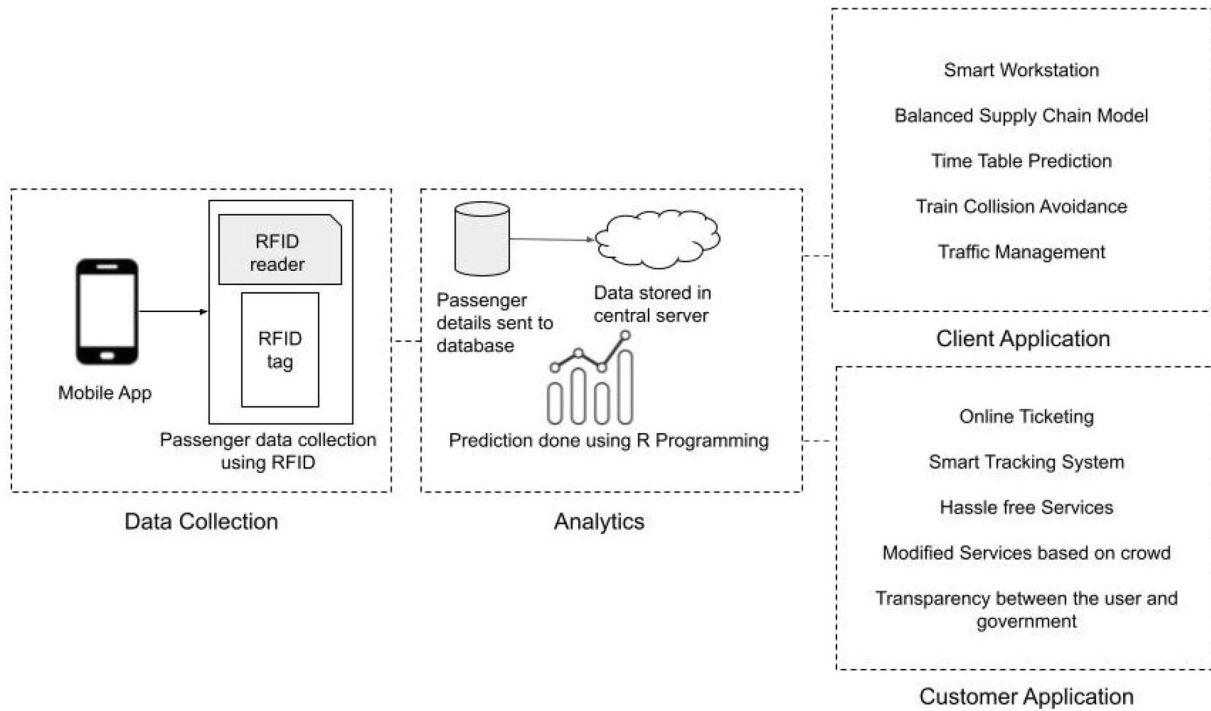 RFID
reader
RFID
tag
Mobile App
Passenger data collection
using RFID
Data Collection
Passenger
details sent to
database
Data stored in
central server
Prediction done using R Programming
Analytics
Smart Workstation
Balanced Supply Chain Model
Time Table Prediction
Train Collision Avoidance
Traffic Management
Client Application
Online Ticketing
Smart Tracking System
Hassle free Services
Modified Services based on crowd
Transparency between the user and
government
Customer Application